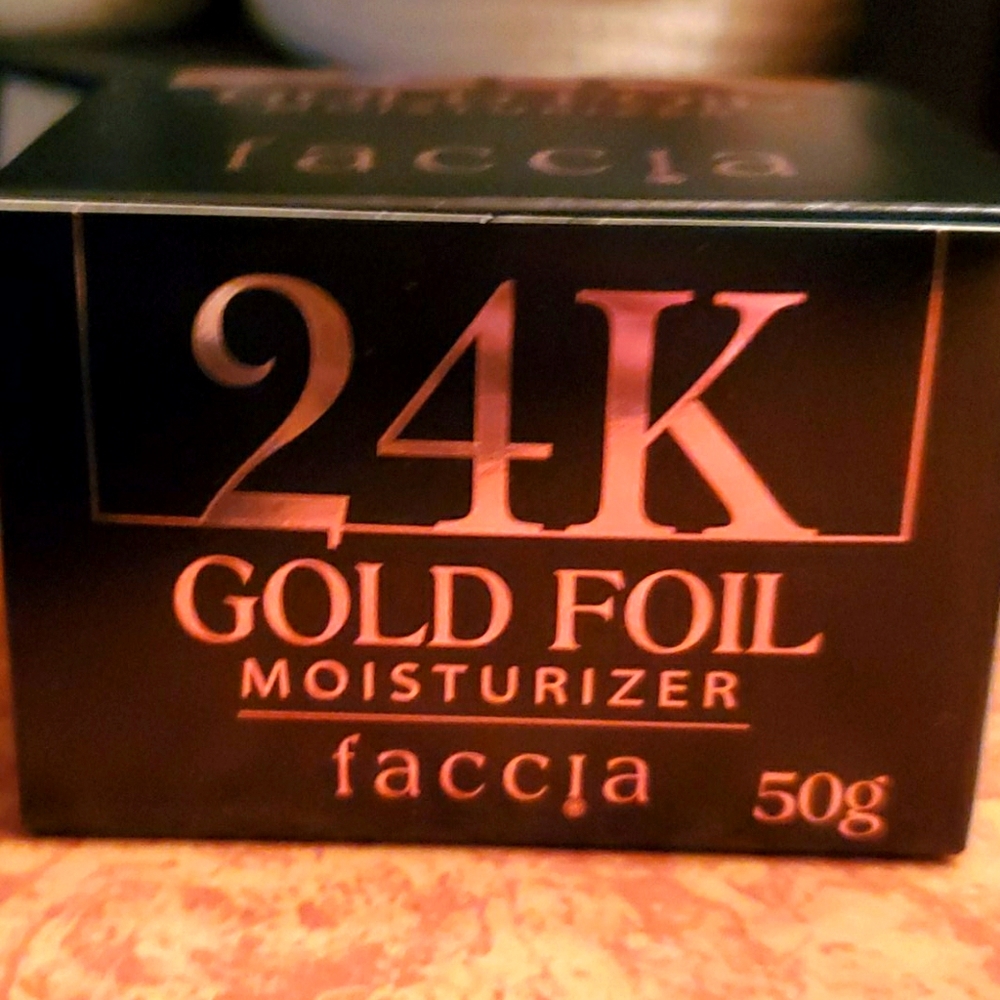 faccia
24K
GOLD FOIL
MOISTURIZER
faccia
50g